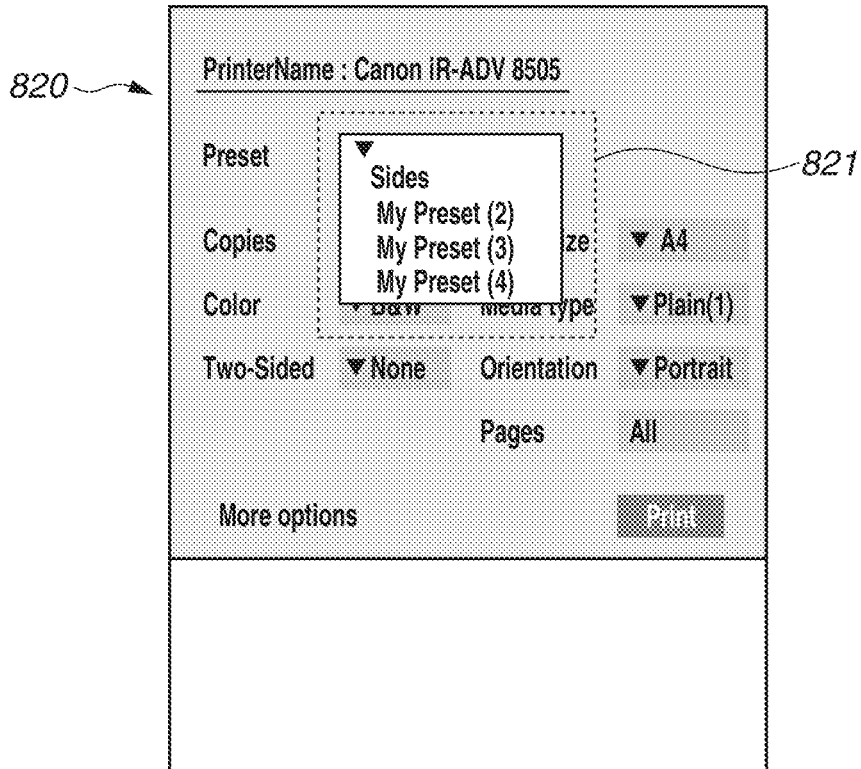 820
PrinterName : Canon iR-ADV 8505
821
Preset
Sides
My Preset (2)
Copies My Preset (3) ze A4
My Preset (4)
Color B&W Media type Plain(1)
Two-Sided None Orientation Portrait
Pages All
More options Print